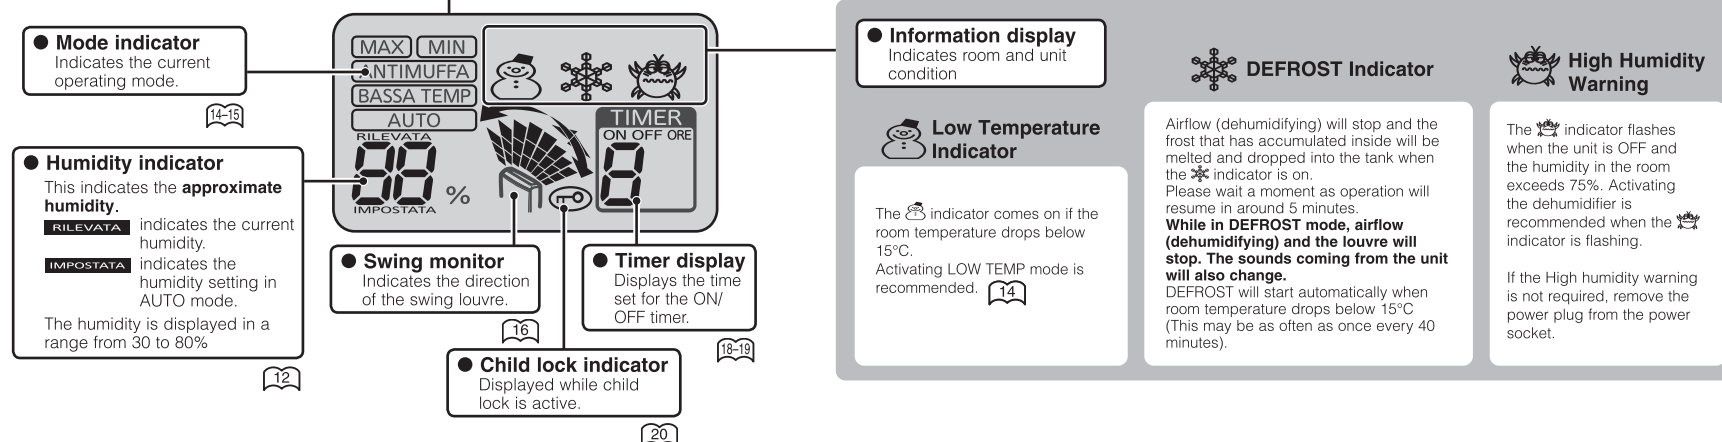 ● Mode indicator
Indicates the current
operating mode.
14–15
● Humidity indicator
This indicates the approximate
humidity.
RILEVATA indicates the current
humidity.
IMPOSTATA indicates the
humidity setting in
AUTO mode.
The humidity is displayed in a
range from 30 to 80%
12
MAX MIN
ANTIMUFFA
BASSA TEMP
AUTO
RILEVATA
88 %
IMPOSTATA
TIMER
ON OFF ORE
8
● Swing monitor
Indicates the direction
of the swing louvre.
16
● Timer display
Displays the time
set for the ON/
OFF timer.
18–19
● Child lock indicator
Displayed while child
lock is active.
20
● Information display
Indicates room and unit
condition
Low Temperature
Indicator
The indicator comes on if the
room temperature drops below
15°C.
Activating LOW TEMP mode is
recommended. 14
DEFROST Indicator
Airflow (dehumidifying) will stop and the
frost that has accumulated inside will be
melted and dropped into the tank when
the indicator is on.
Please wait a moment as operation will
resume in around 5 minutes.
While in DEFROST mode, airflow
(dehumidifying) and the louvre will
stop. The sounds coming from the unit
will also change.
DEFROST will start automatically when
room temperature drops below 15°C
(This may be as often as once every 40
minutes).
High Humidity
Warning
The indicator flashes
when the unit is OFF and
the humidity in the room
exceeds 75%. Activating
the dehumidifier is
recommended when the
indicator is flashing.
If the High humidity warning
is not required, remove the
power plug from the power
socket.